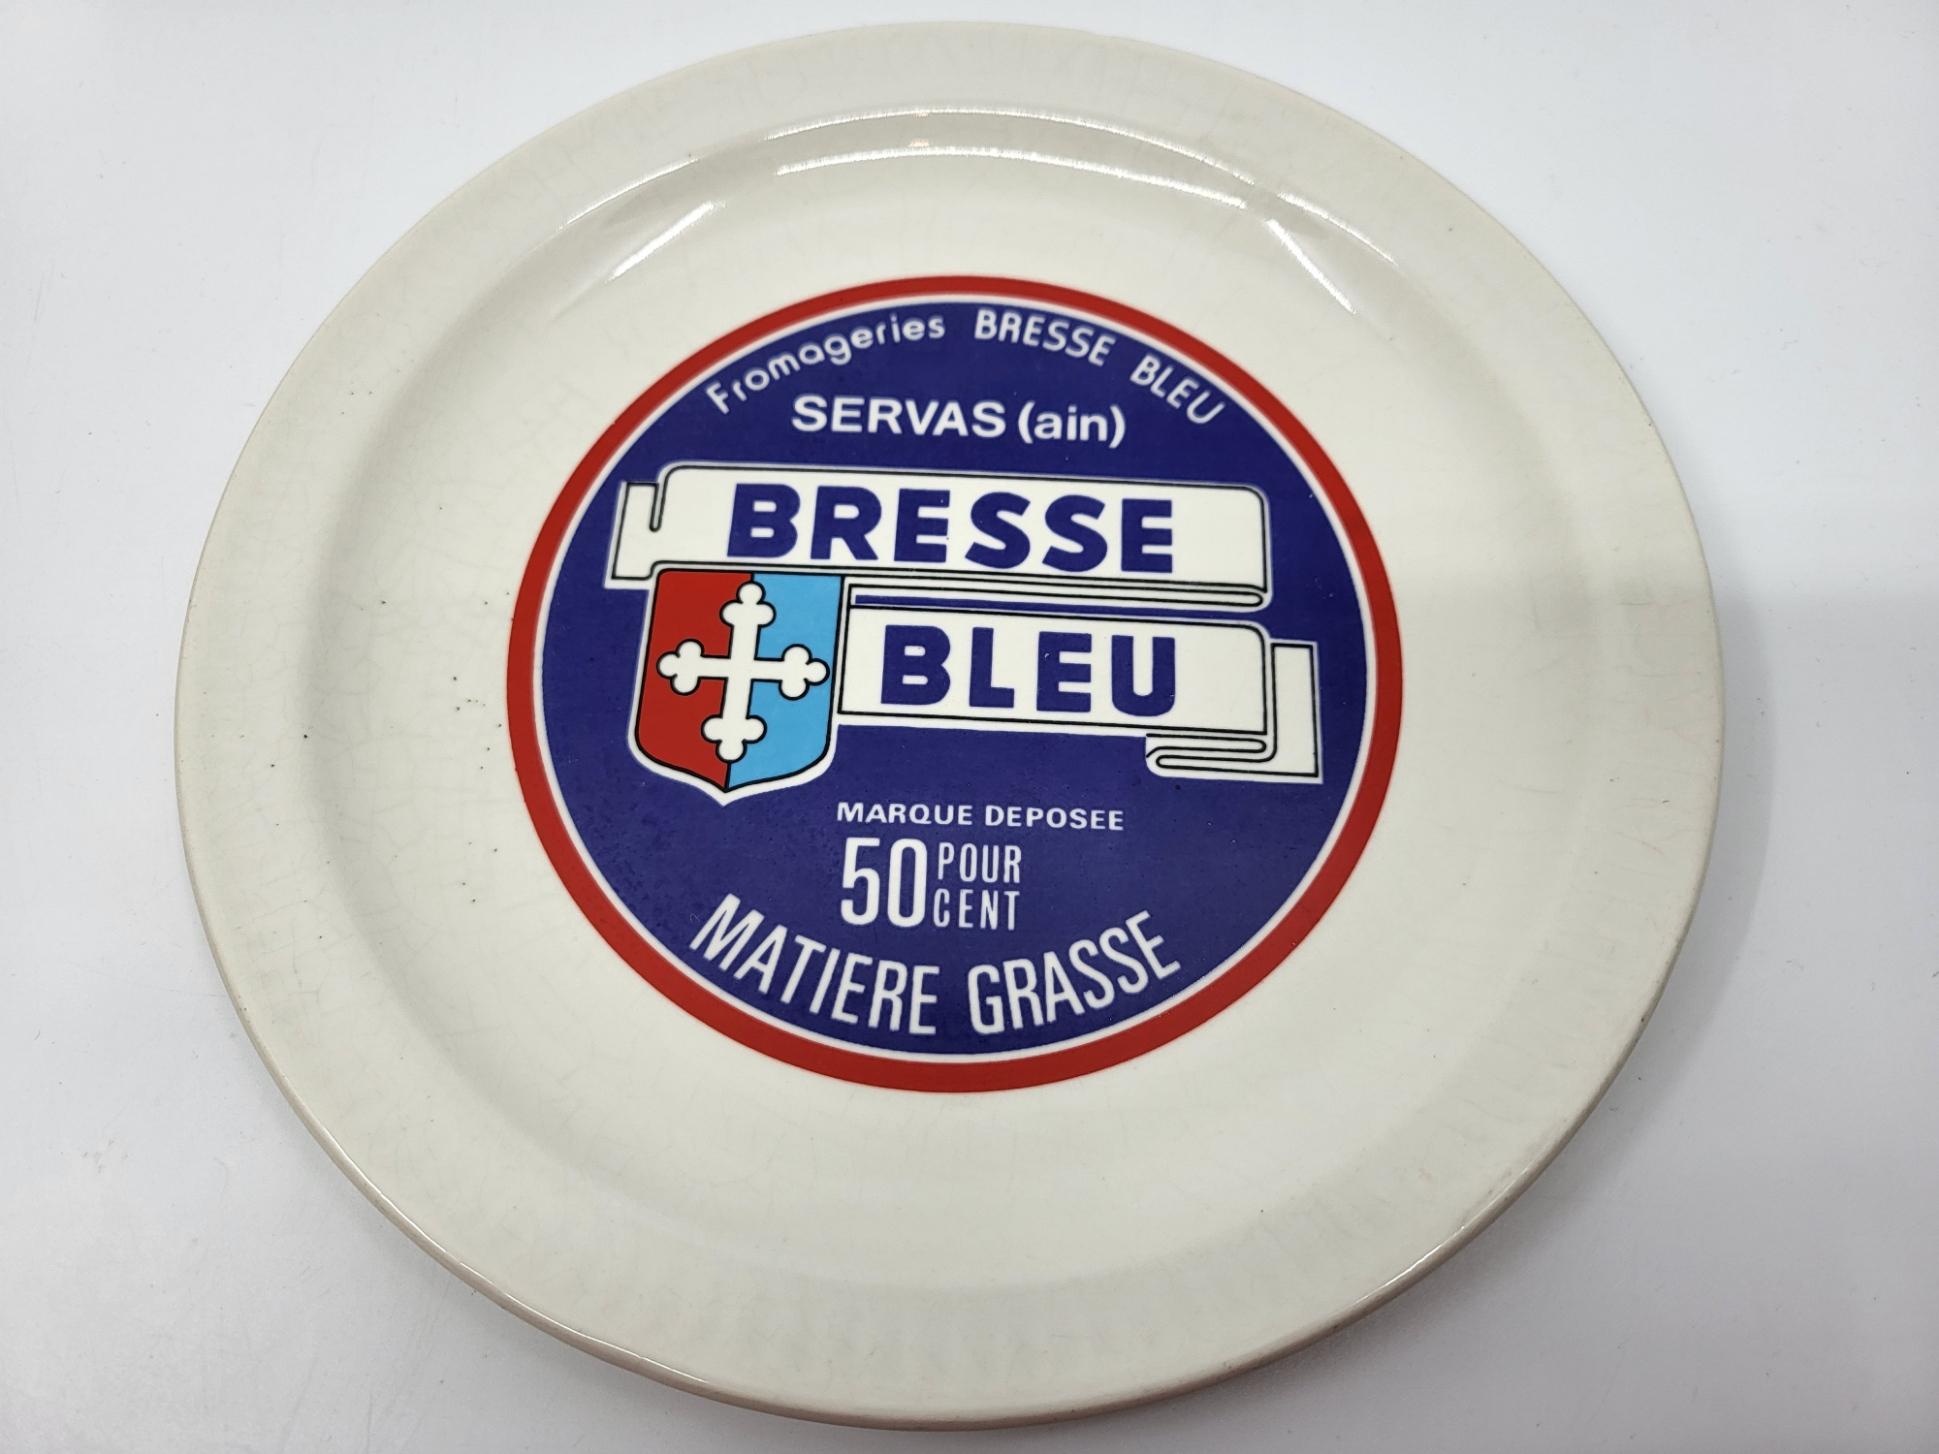 Fromageries BRESSE BLEU
SERVAS (ain)
BRESSE
BLEU
MARQUE DEPOSEE
50 POUR
CENT
MATIERE GRASSE